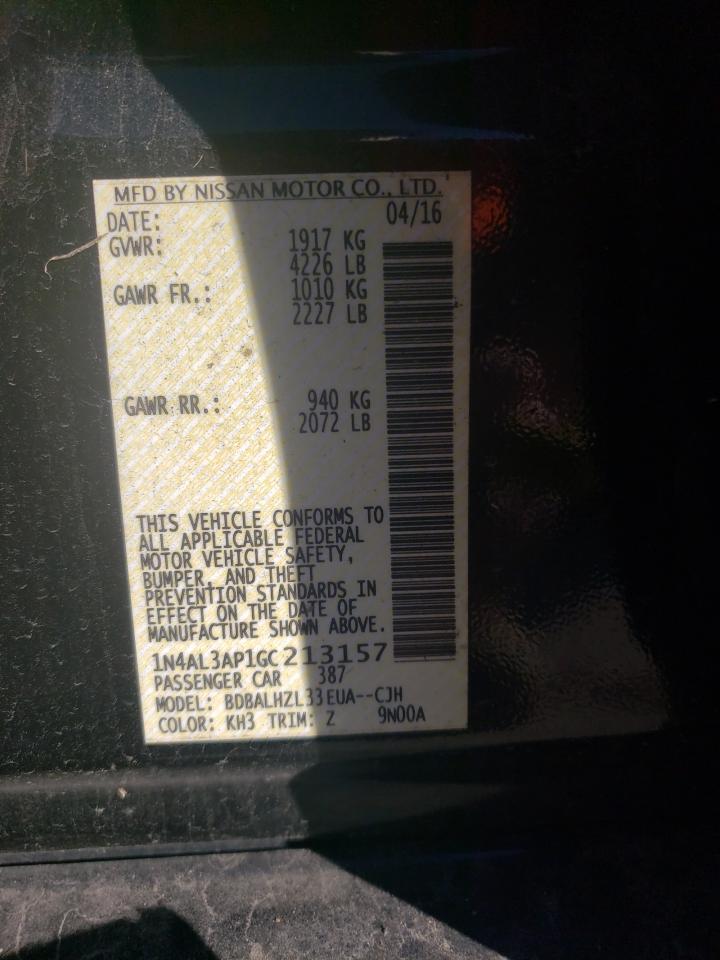 MFD BY NISSAN MOTOR CO., LTD.
DATE: 04/16
GVWR: 1917 KG
4226 LB
GAWR FR.: 1010 KG
2227 LB
GAWR RR.: 940 KG
2072 LB
THIS VEHICLE CONFORMS TO
ALL APPLICABLE FEDERAL
MOTOR VEHICLE SAFETY,
BUMPER, AND THEFT
PREVENTION STANDARDS IN
EFFECT ON THE DATE OF
MANUFACTURE SHOWN ABOVE.
1N4AL3AP1GC213157
PASSENGER CAR 387
MODEL: BDBALHZL33EUA--CJH
COLOR: KH3 TRIM: Z 9N00A